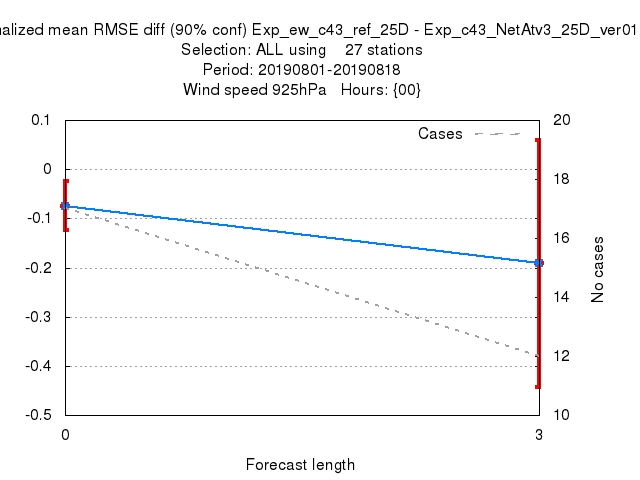 nalized mean RMSE diff (90% conf) Exp_ew_c43_ref_25D - Exp_c43_NetAtv3_25D_ver01
Selection: ALL using 27 stations
Period: 20190801-20190818
Wind speed 925hPa Hours: {00}
Cases
0.1
0
-0.1
-0.2
-0.3
-0.4
-0.5
20
18
16
14
12
10
No cases
0
3
Forecast length